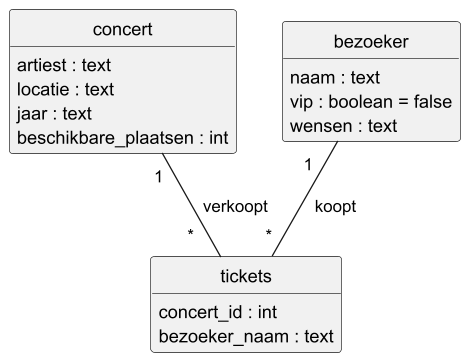 concert
artiest : text
locatie : text
jaar : text
beschikbare_plaatsen : int
bezoeker
naam : text
vip : boolean = false
wensen : text
1
1
verkoopt
koopt
*
*
tickets
concert_id : int
bezoeker_naam : text